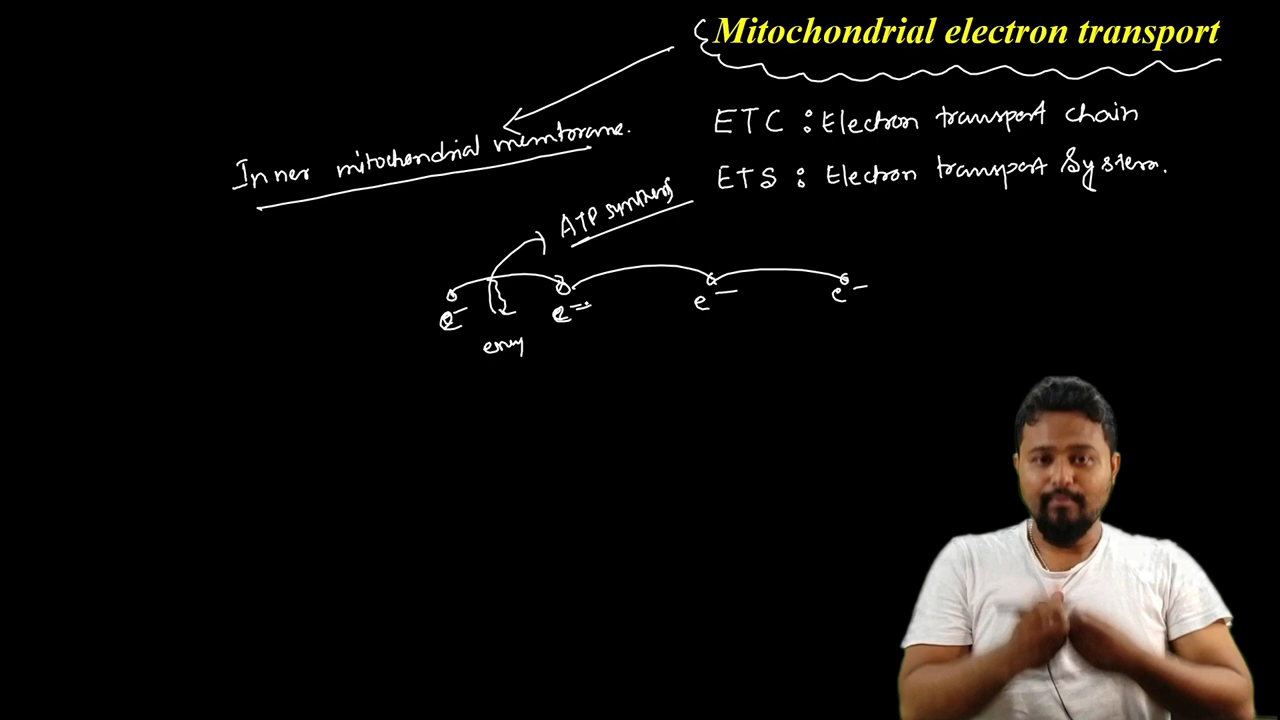 Mitochondrial electron transport
ETC : Electron transport chain
Inner mitochondrial membrane.
ETS : Electron transport System.
ATP synthesis
e⁻ e⁻ e⁻ e⁻